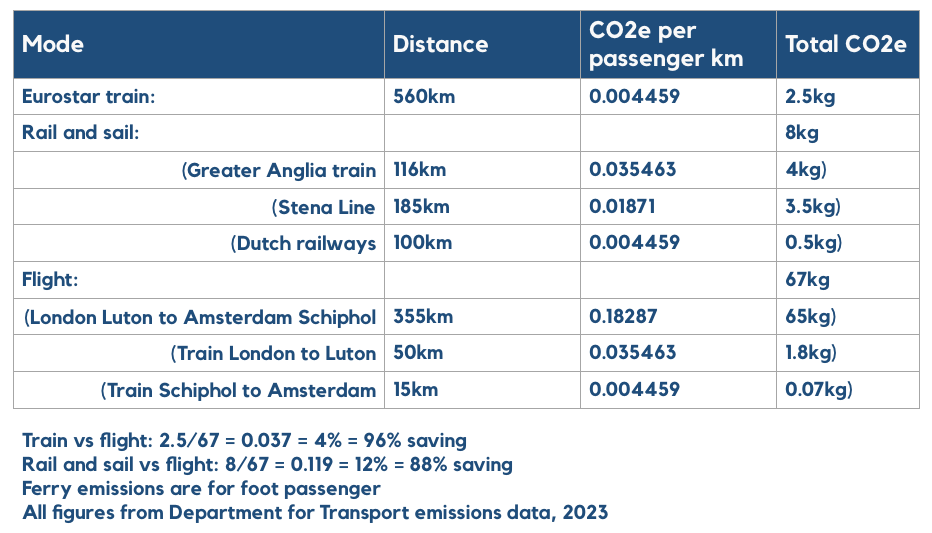 Mode Distance CO2e per passenger km Total CO2e
Eurostar train: 560km 0.004459 2.5kg
Rail and sail: 8kg
(Greater Anglia train 116km 0.035463 4kg)
(Stena Line 185km 0.01871 3.5kg)
(Dutch railways 100km 0.004459 0.5kg)
Flight: 67kg
(London Luton to Amsterdam Schiphol 355km 0.18287 65kg)
(Train London to Luton 50km 0.035463 1.8kg)
(Train Schiphol to Amsterdam 15km 0.004459 0.07kg)
Train vs flight: 2.5/67 = 0.037 = 4% = 96% saving
Rail and sail vs flight: 8/67 = 0.119 = 12% = 88% saving
Ferry emissions are for foot passenger
All figures from Department for Transport emissions data, 2023